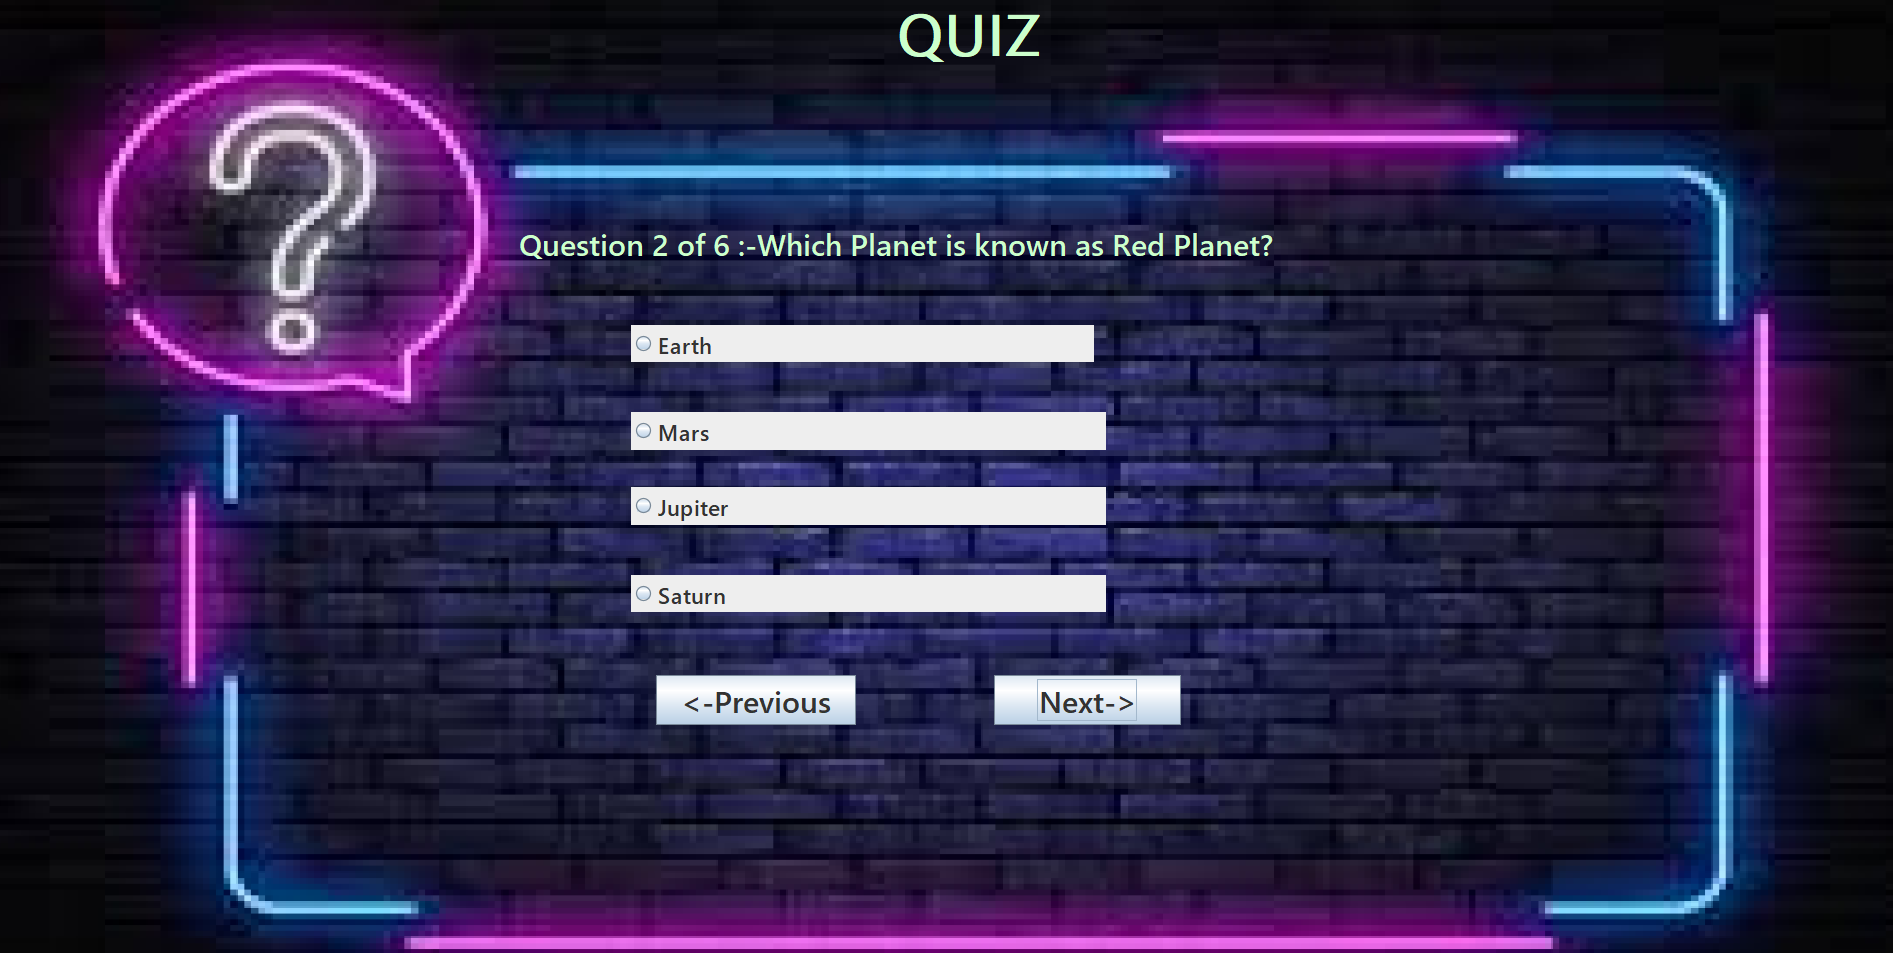 QUIZ
Question 2 of 6 :-Which Planet is known as Red Planet?
Earth
Mars
Jupiter
Saturn
<-Previous
Next->